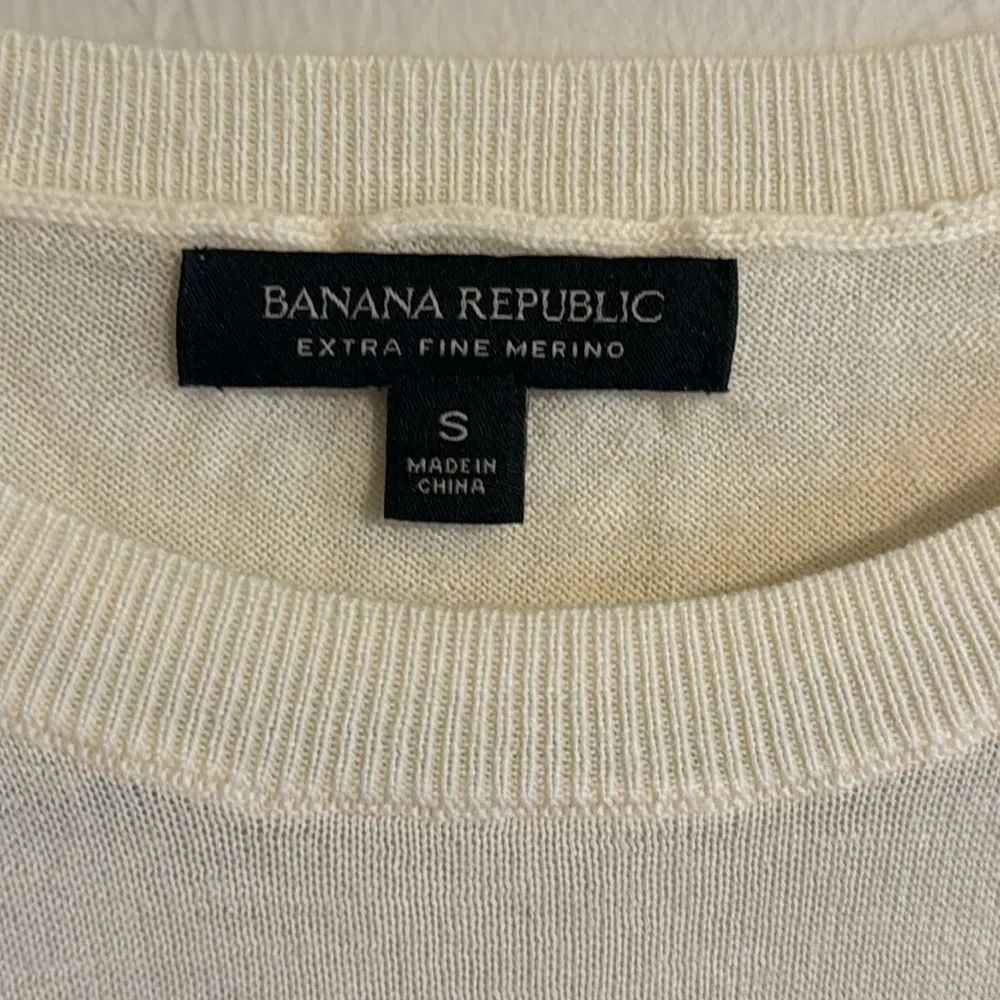 BANANA REPUBLIC
EXTRA FINE MERINO
S
MADE IN
CHINA